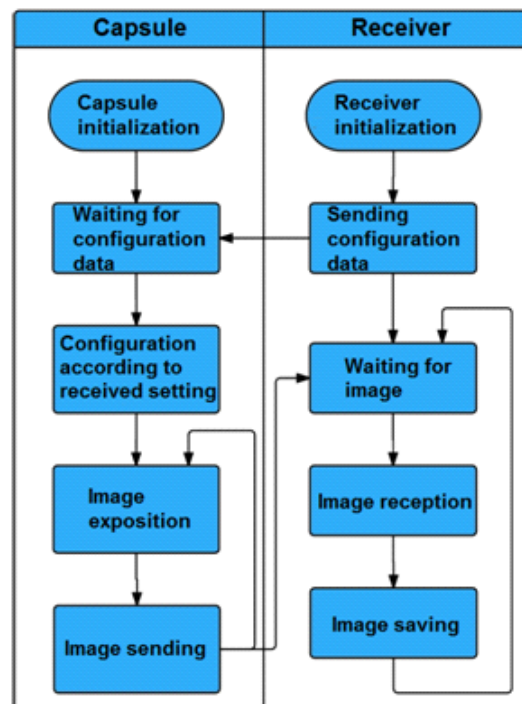 Capsule
Receiver
Capsule
initialization
Receiver
initialization
Waiting for
configuration
data
Sending
configuration
data
Configuration
according to
received setting
Waiting for
image
Image
exposition
Image reception
Image sending
Image saving